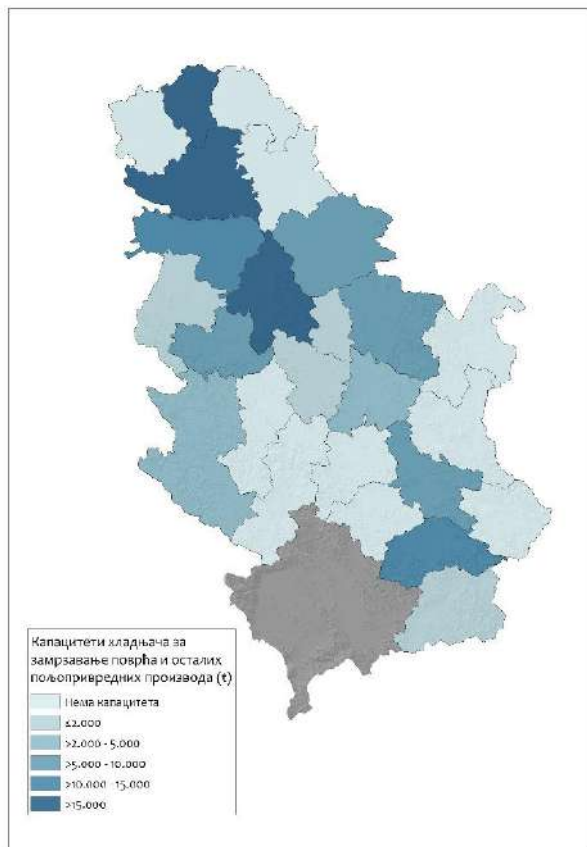 Капацитети хладњача за
замрзавање поврћа и осталих
пољопривредних производа (t)
Нема капацитета
≤2.000
>2.000 - 5.000
>5.000 - 10.000
>10.000 - 15.000
>15.000